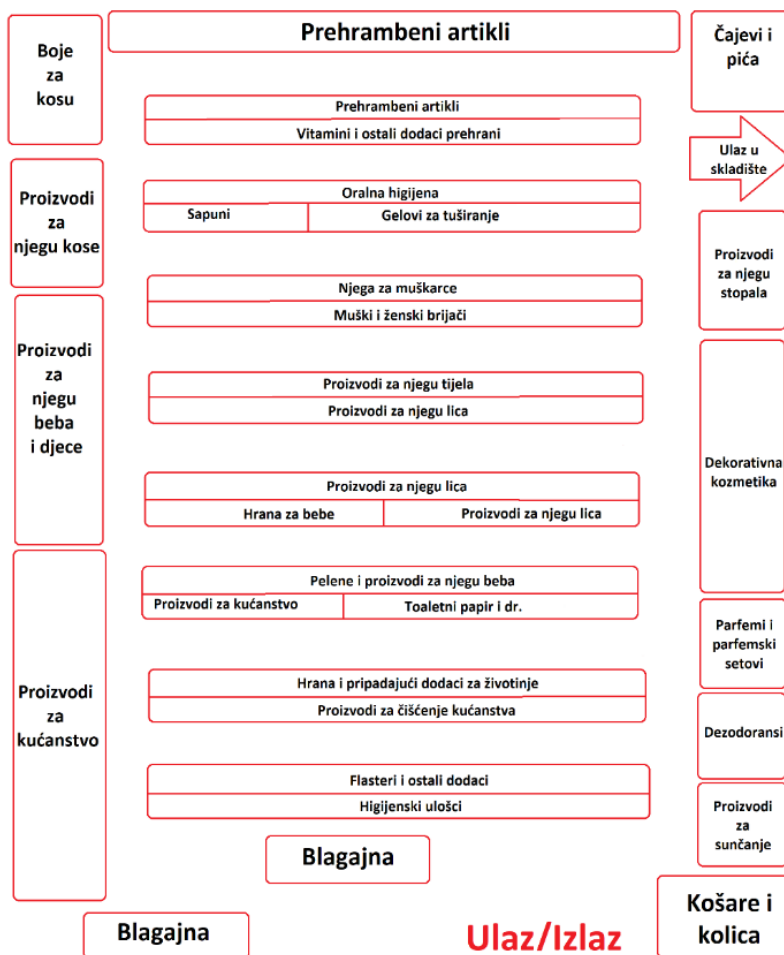 Prehrambeni artikli
Boje
za
kosu
Čajevi i
pića
Prehrambeni artikli
Vitamini i ostali dodaci prehrani
Ulaz u
skladište
Proizvodi
za
njegu kose
Oralna higijena
Sapuni
Gelovi za tuširanje
Proizvodi
za njegu
stopala
Njega za muškarce
Muški i ženski brijači
Proizvodi
za
njegu
beba
i djece
Proizvodi za njegu tijela
Proizvodi za njegu lica
Dekorativna
kozmetika
Proizvodi za njegu lica
Hrana za bebe
Proizvodi za njegu lica
Pelene i proizvodi za njegu beba
Proizvodi za kućanstvo
Toaletni papir i dr.
Parfemi i
parfemski
setovi
Proizvodi
za
kućanstvo
Hrana i pripadajući dodaci za životinje
Proizvodi za čišćenje kućanstva
Dezodoransi
Flasteri i ostali dodaci
Higijenski ulošci
Proizvodi
za
sunčanje
Blagajna
Blagajna
Ulaz/Izlaz
Košare i
kolica